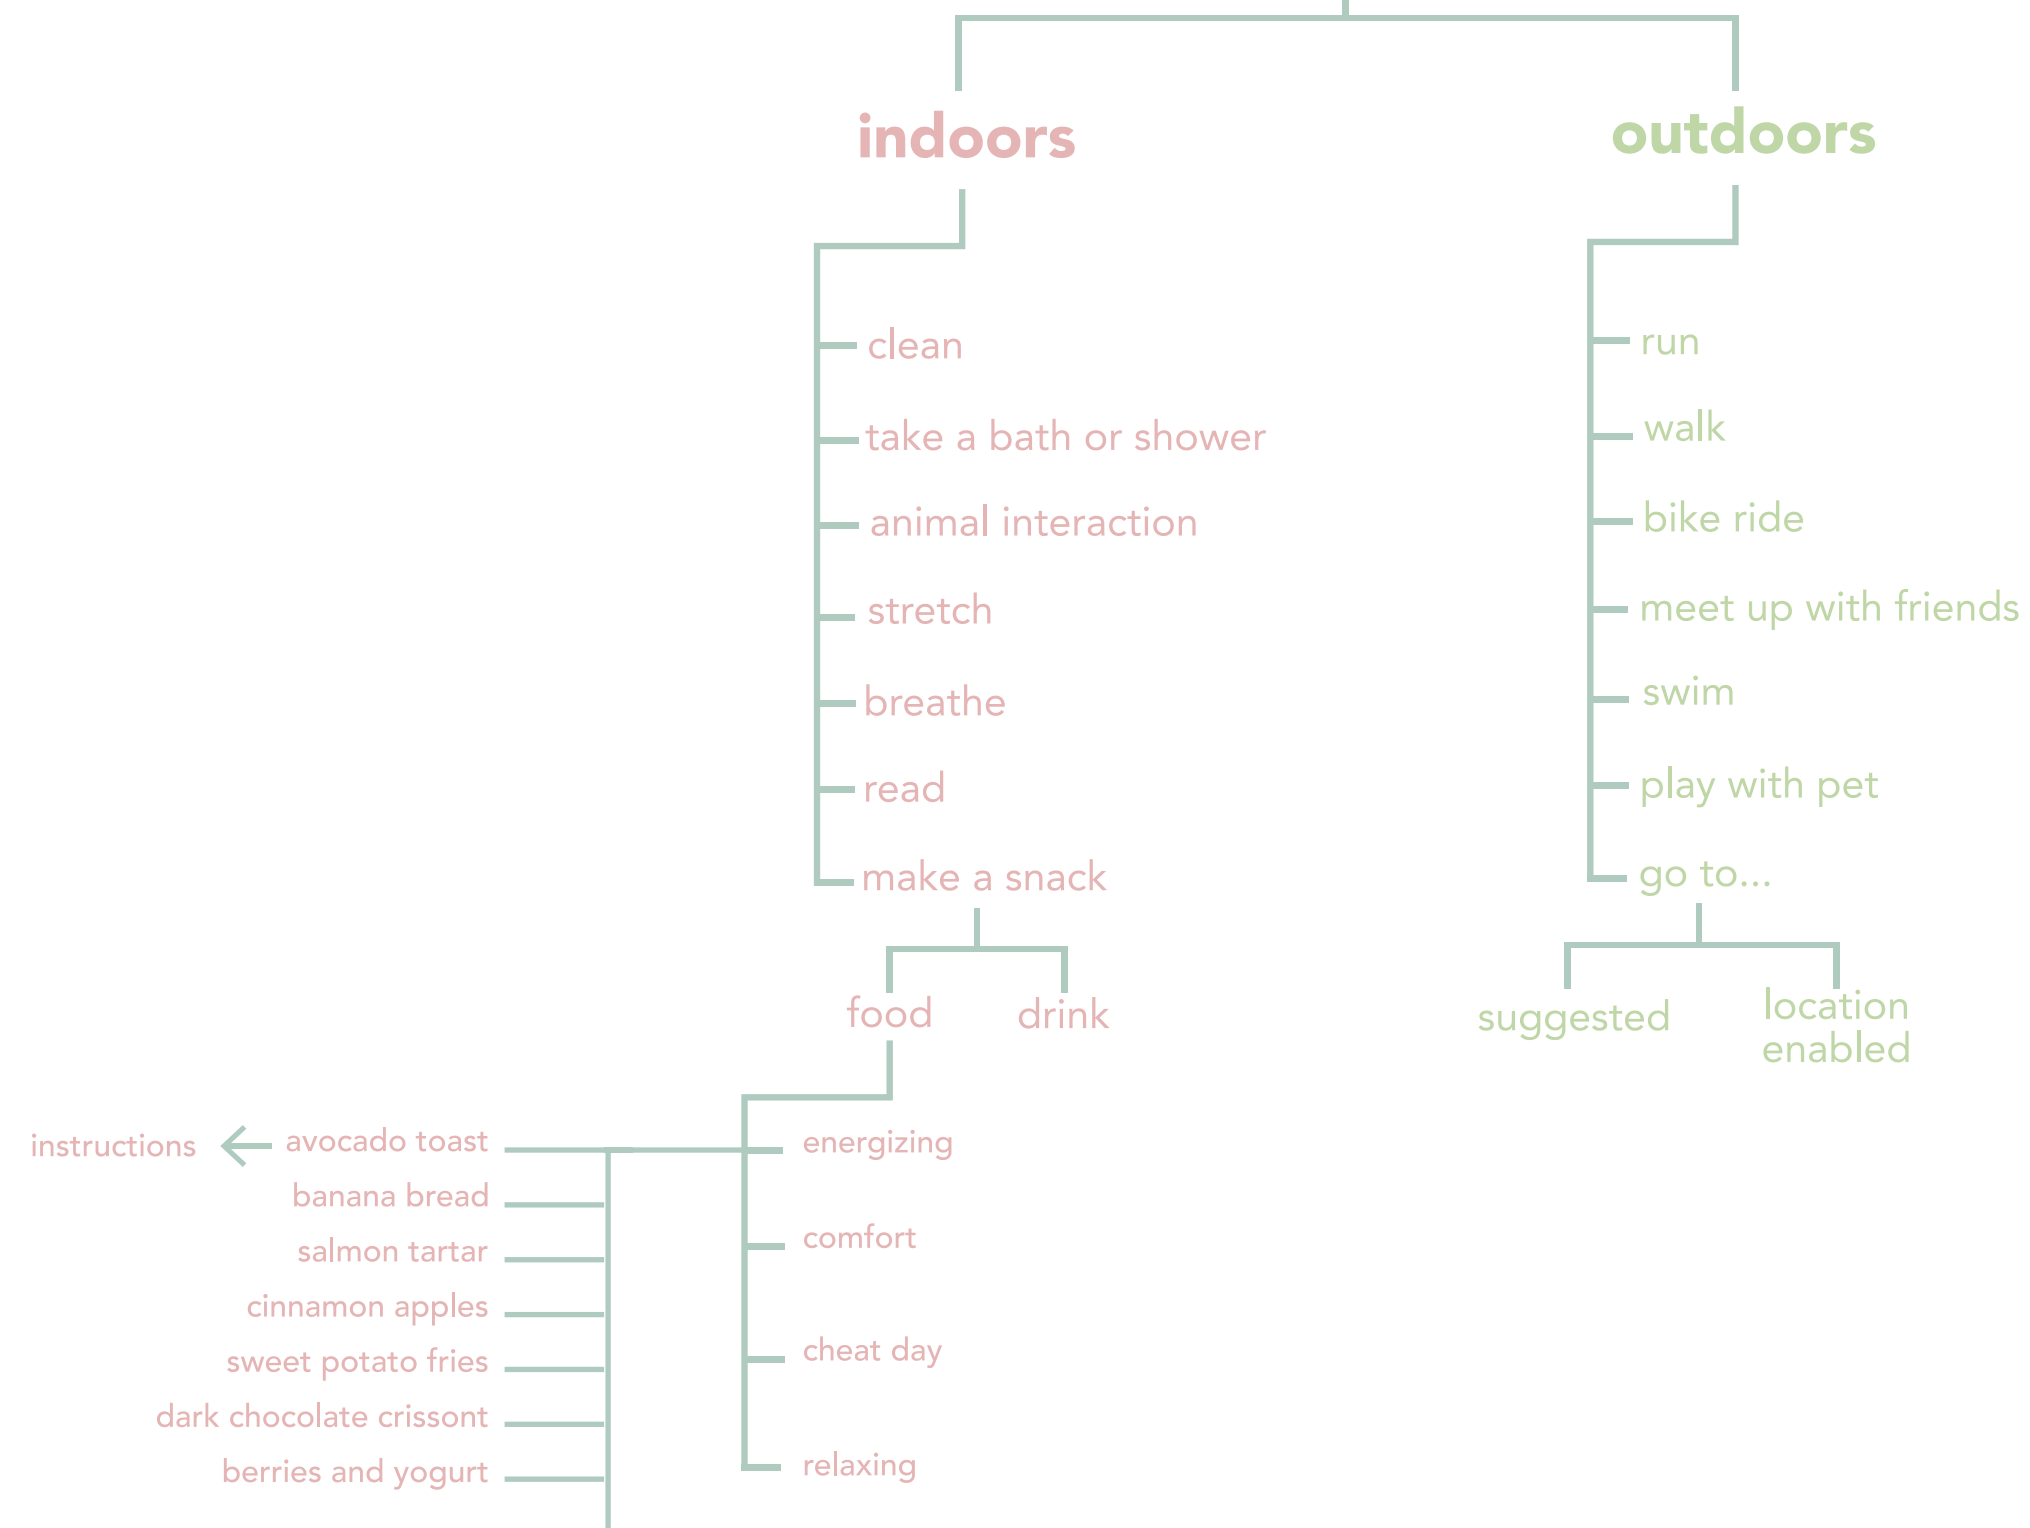 indoors
outdoors
clean
take a bath or shower
animal interaction
stretch
breathe
read
make a snack
run
walk
bike ride
meet up with friends
swim
play with pet
go to...
food
drink
suggested
location
enabled
instructions
avocado toast
banana bread
salmon tartar
cinnamon apples
sweet potato fries
dark chocolate crissont
berries and yogurt
energizing
comfort
cheat day
relaxing